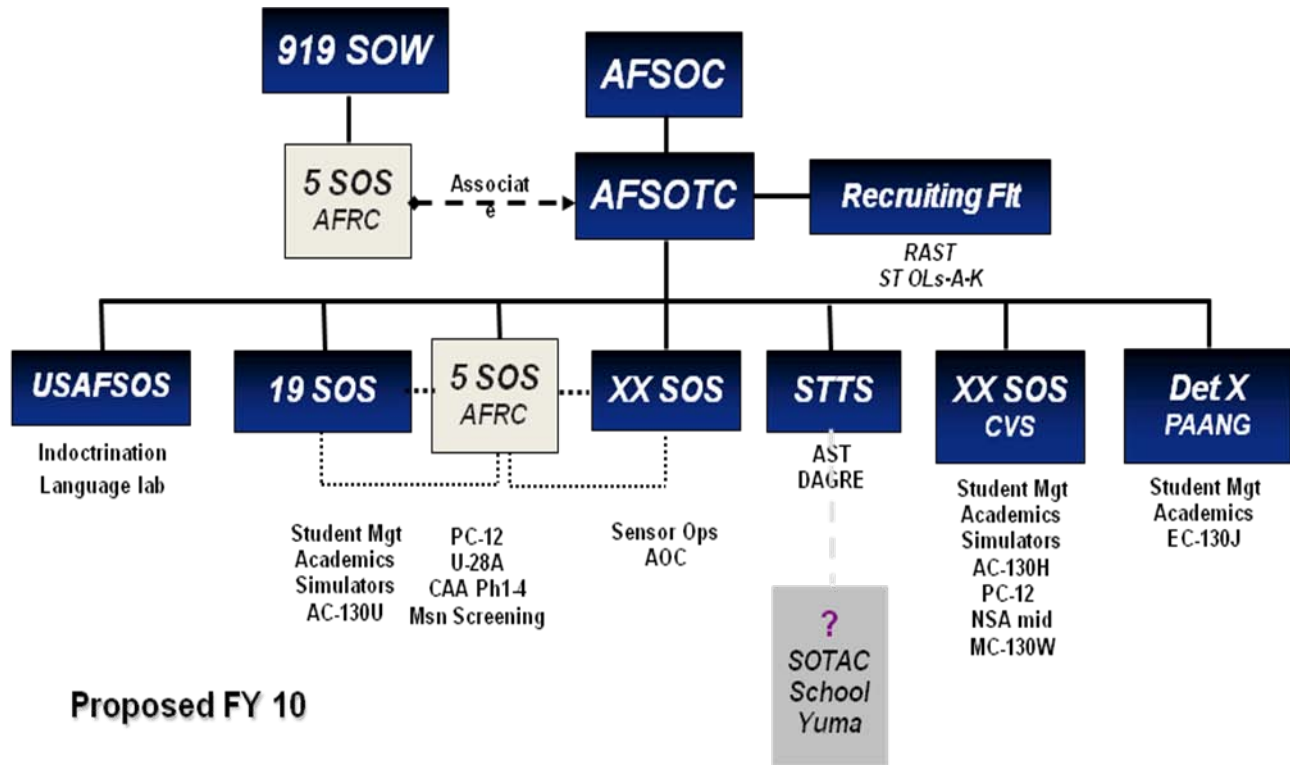 919 SOW
AFSOC
5 SOS
AFRC
Associat
e
AFSOTC
Recruiting Flt
RAST
ST OLs-A-K
USAFSOS
Indoctrination
Language lab
19 SOS
Student Mgt
Academics
Simulators
AC-130U
5 SOS
AFRC
PC-12
U-28A
CAA Ph1-4
Msn Screening
XX SOS
Sensor Ops
AOC
STTS
AST
DAGRE
?
SOTAC
School
Yuma
XX SOS
CVS
Student Mgt
Academics
Simulators
AC-130H
PC-12
NSA mid
MC-130W
Det X
PAANG
Student Mgt
Academics
EC-130J
Proposed FY 10